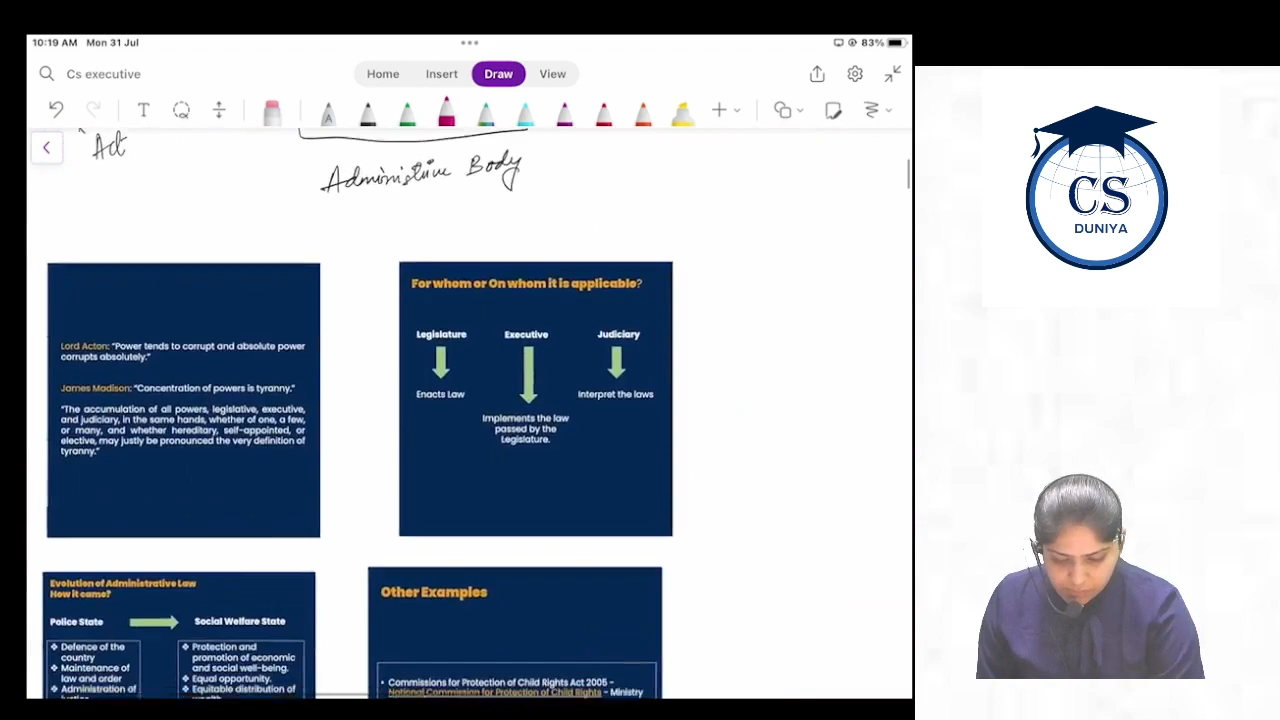 10:19 AM Mon 31 Jul
83%
Cs executive
Home Insert Draw View
Act
Administive Body
Lord Acton: “Power tends to corrupt and absolute power
corrupts absolutely.”
James Madison: “Concentration of powers is tyranny.”
“The accumulation of all powers, legislative, executive,
and judiciary, in the same hands, whether of one, a few,
or many, and whether hereditary, self-appointed, or
elective, may justly be pronounced the very definition of
tyranny.”
For whom or On whom it is applicable?
Legislature Executive Judiciary
Enacts Law
Interpret the laws
Implements the law
passed by the
Legislature.
Evolution of Administrative Law
How it came?
Police State Social Welfare State
❖ Defence of the
country
❖ Maintenance of
law and order
❖ Administration of
❖ Protection and
promotion of economic
and social well-being.
❖ Equal opportunity.
❖ Equitable distribution of
Other Examples
• Commissions for Protection of Child Rights Act 2005 -
National Commission for Protection of Child Rights - Ministry
CS
DUNIYA